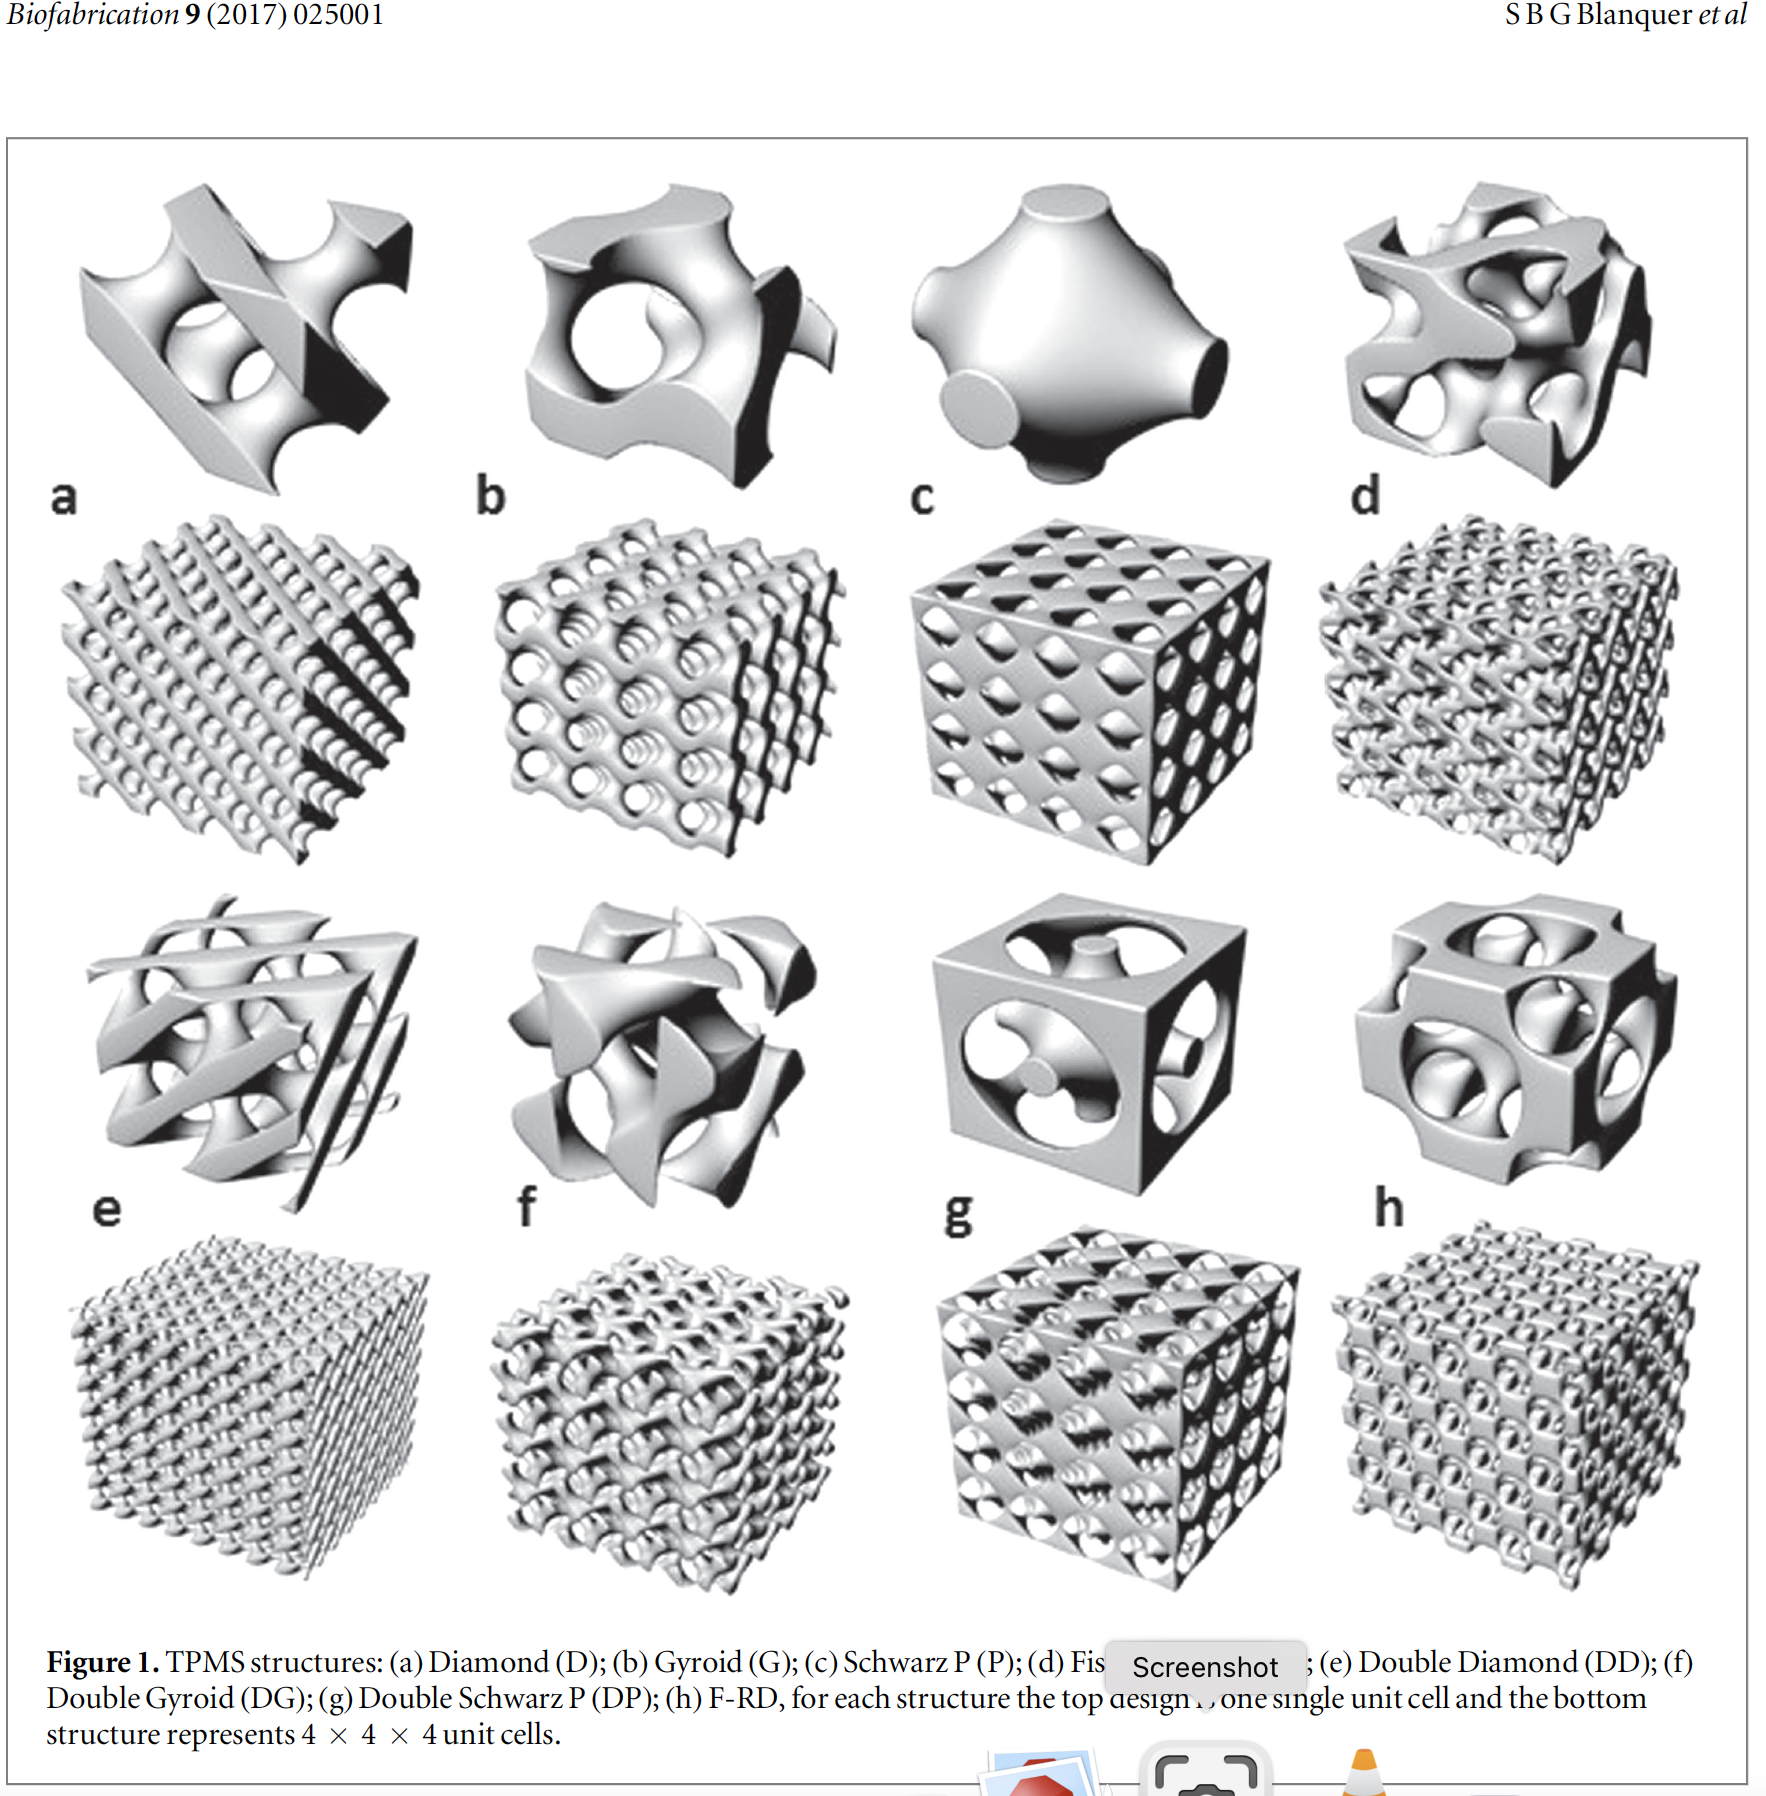 Biofabrication 9 (2017) 025001
S B G Blanquer et al
a
b
c
d
e
f
g
h
Figure 1. TPMS structures: (a) Diamond (D); (b) Gyroid (G); (c) Schwarz P (P); (d) Fis ; (e) Double Diamond (DD); (f)
Screenshot
Double Gyroid (DG); (g) Double Schwarz P (DP); (h) F-RD, for each structure the top design one single unit cell and the bottom
structure represents 4 × 4 × 4 unit cells.